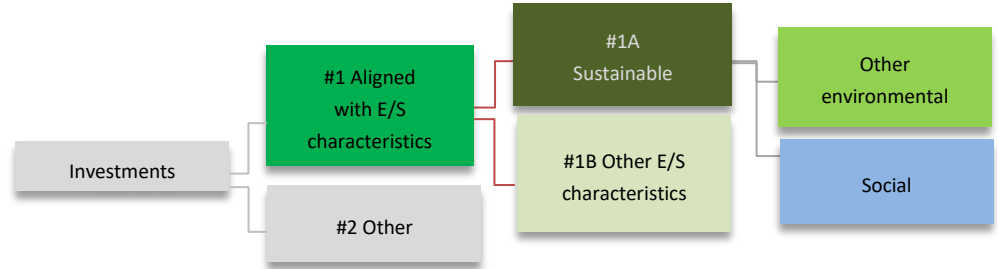 Investments
#1 Aligned
with E/S
characteristics
#2 Other
#1A
Sustainable
#1B Other E/S
characteristics
Other
environmental
Social